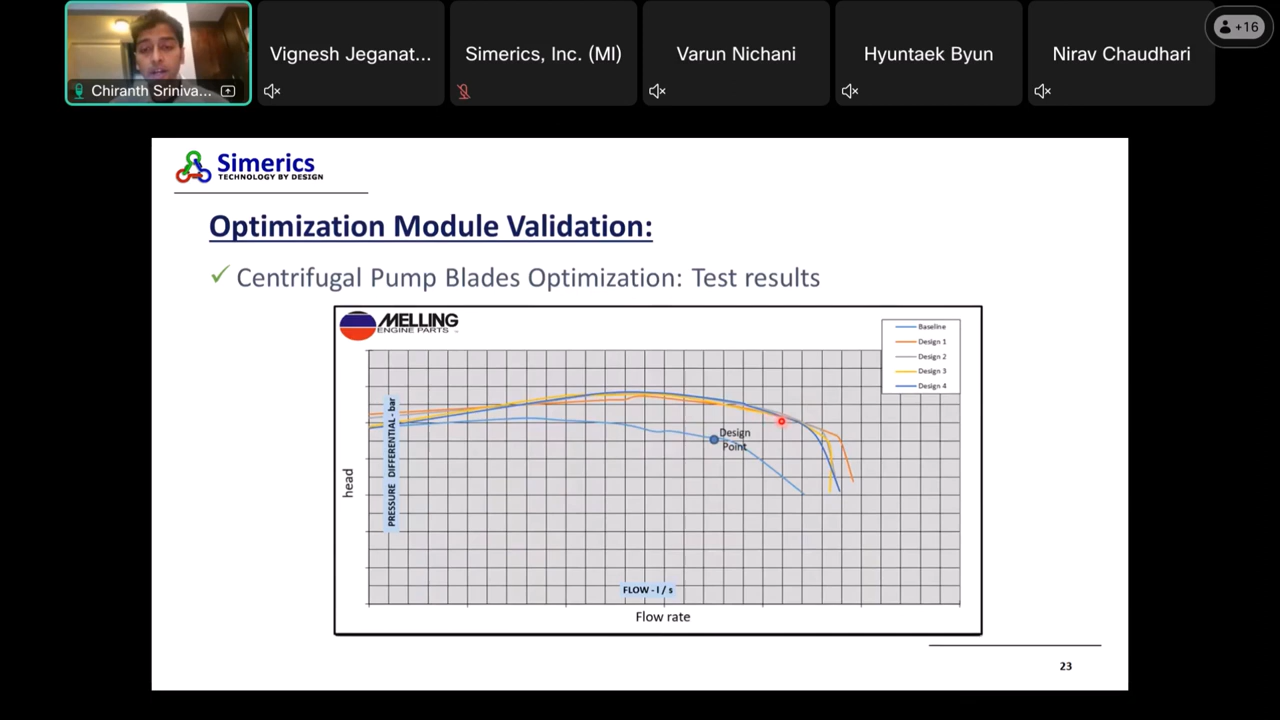 Chiranth Sriniva...
Vignesh Jeganat...
Simerics, Inc. (MI)
Varun Nichani
Hyuntaek Byun
Nirav Chaudhari
+16
Simerics
TECHNOLOGY BY DESIGN
Optimization Module Validation:
Centrifugal Pump Blades Optimization: Test results
MELLING
ENGINE PARTS
Baseline
Design 1
Design 2
Design 3
Design 4
head
PRESSURE DIFFERENTIAL - bar
Design
Point
FLOW - l / s
Flow rate
23